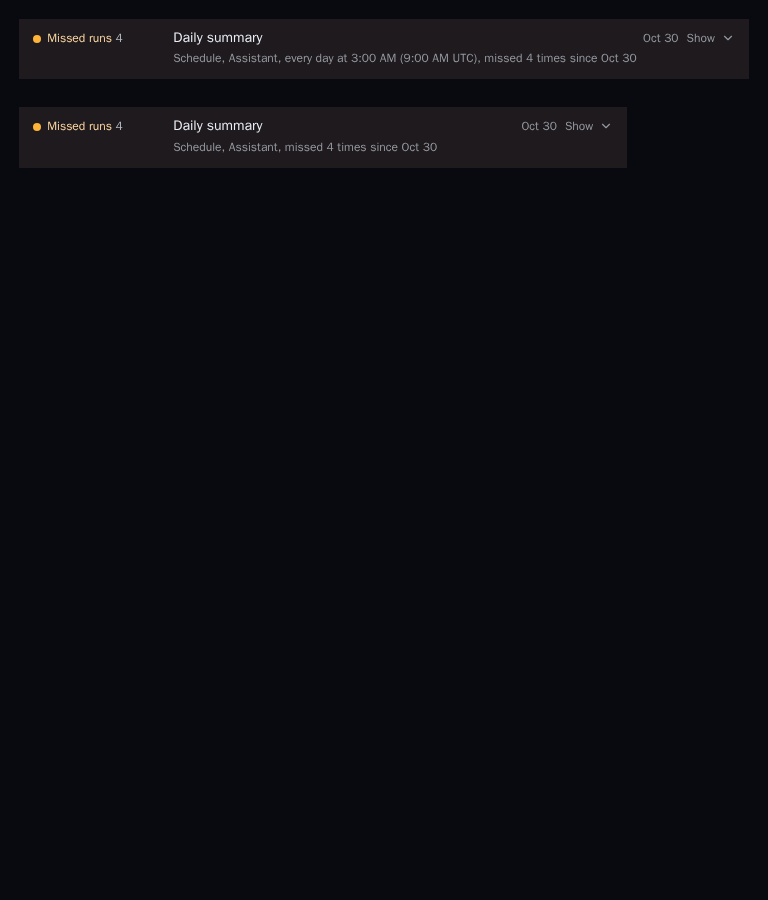 Missed runs 4 Daily summary Oct 30 Show
Schedule, Assistant, every day at 3:00 AM (9:00 AM UTC), missed 4 times since Oct 30
Missed runs 4 Daily summary Oct 30 Show
Schedule, Assistant, missed 4 times since Oct 30